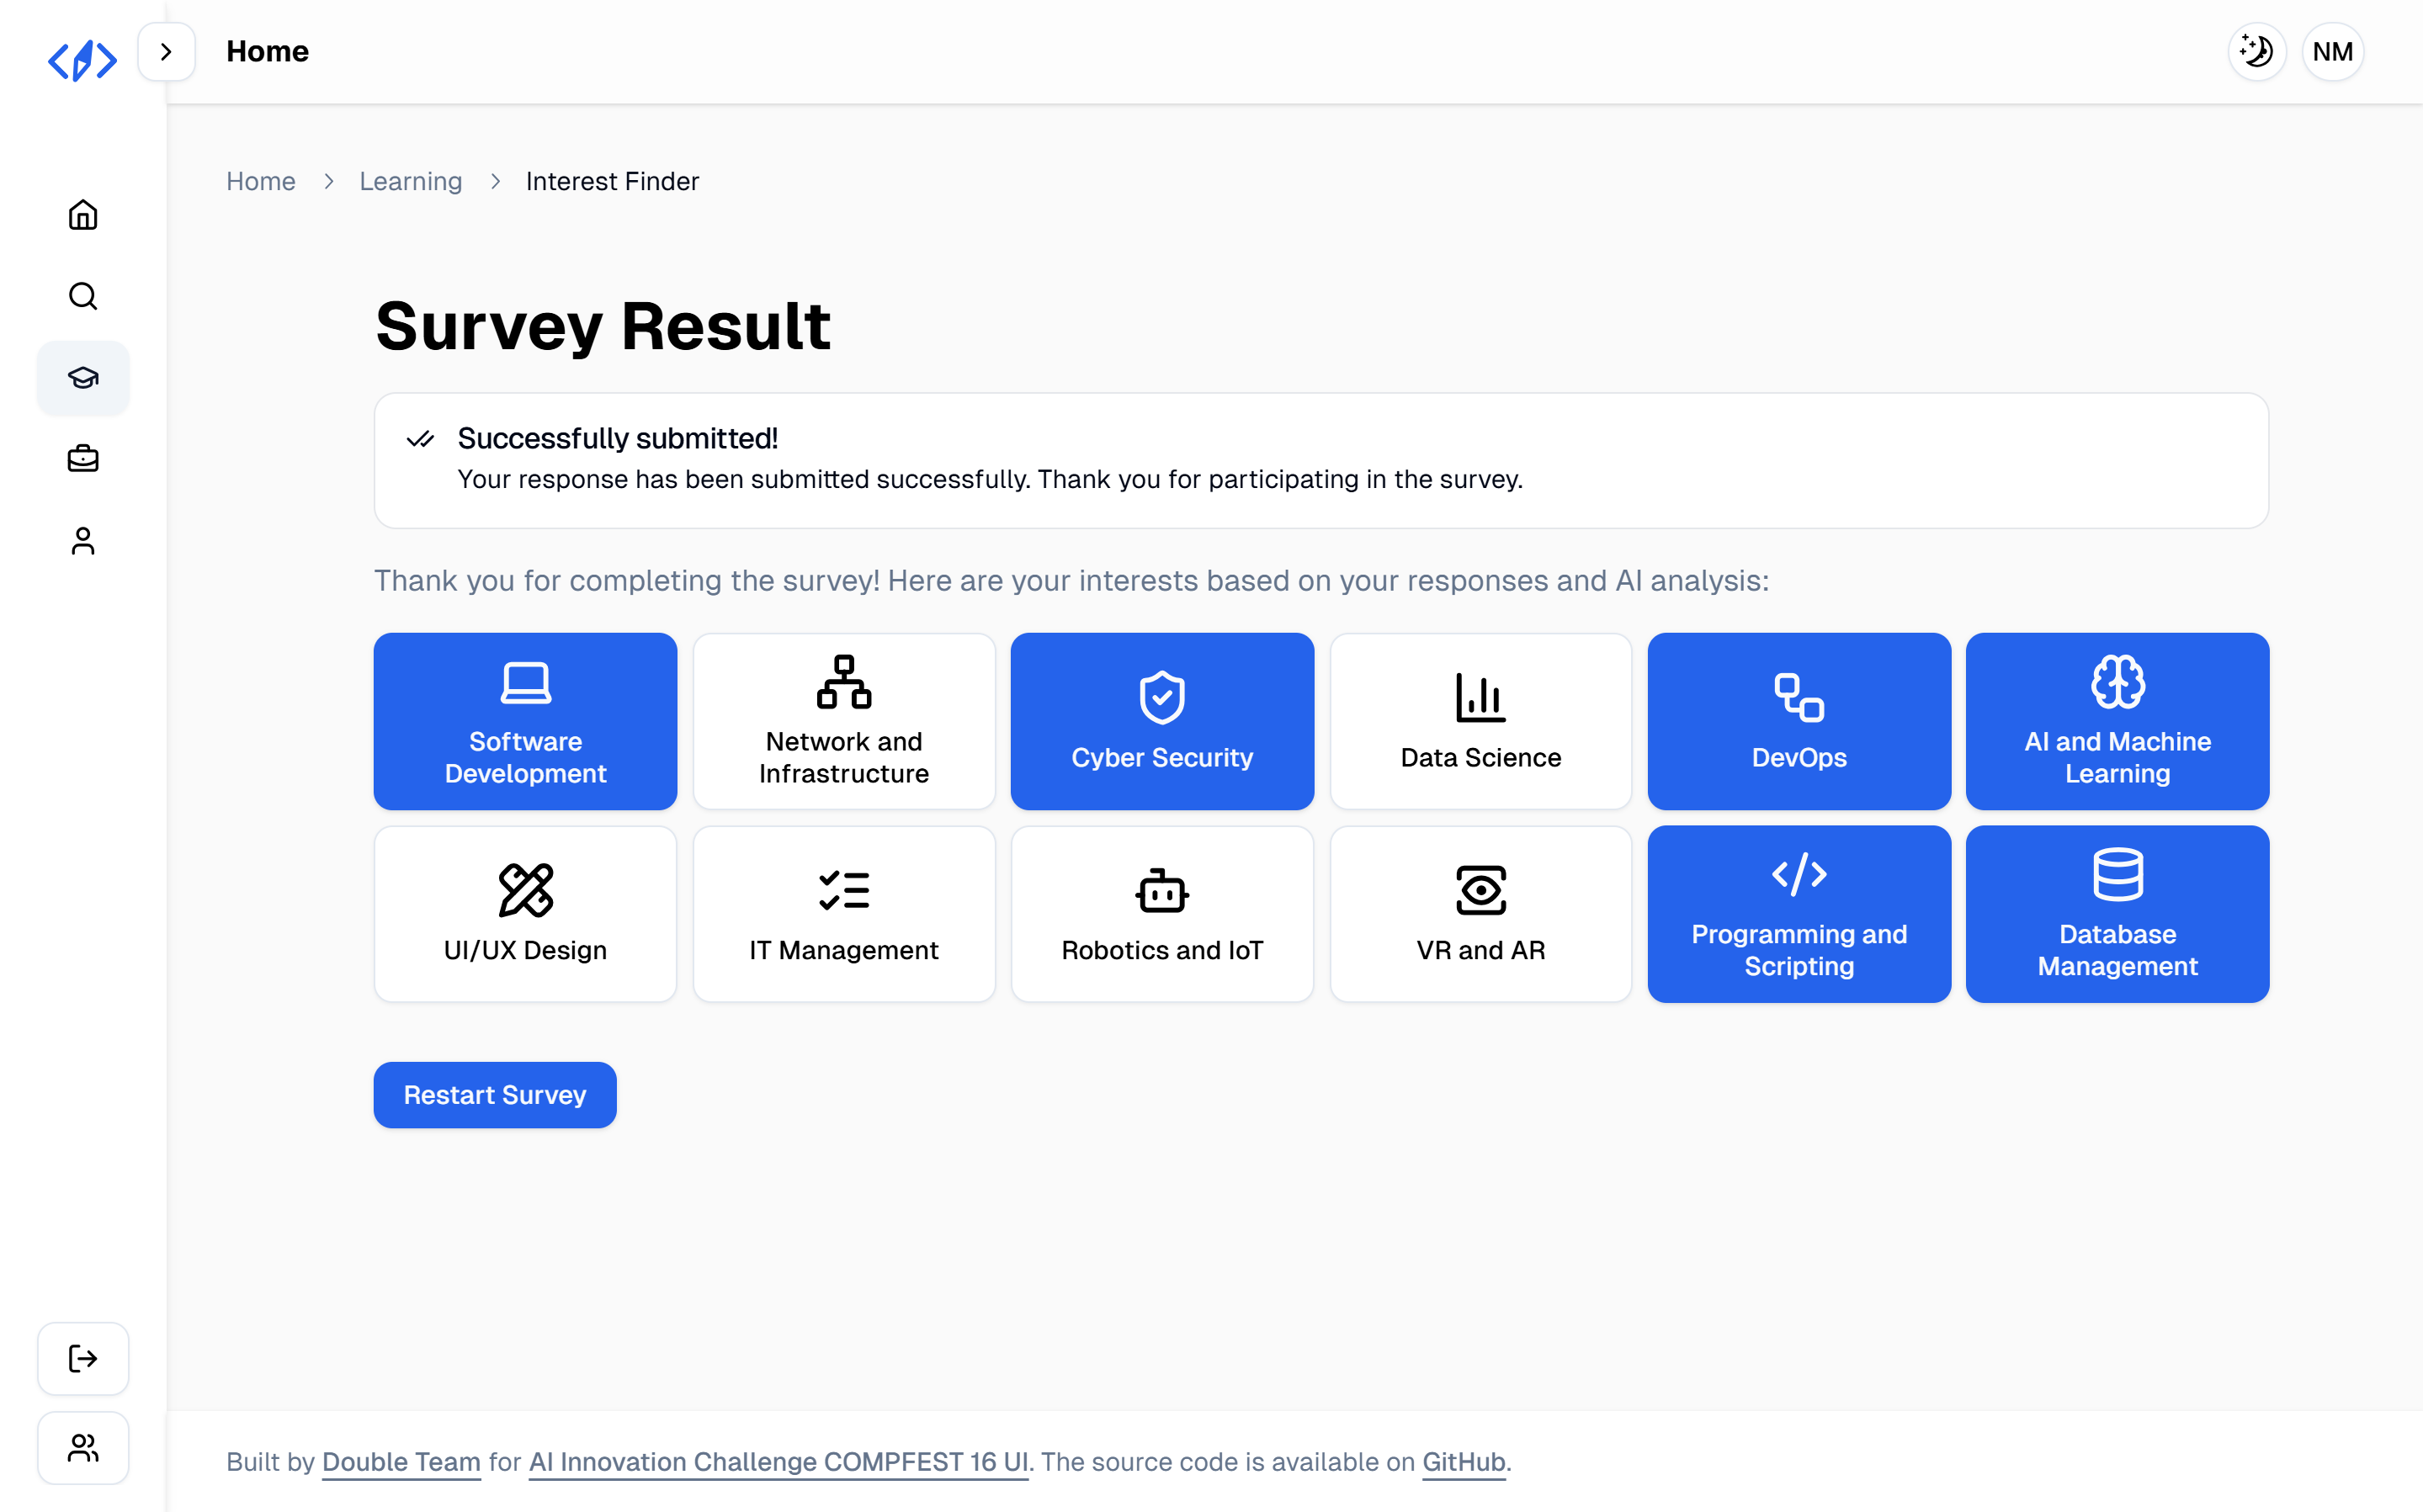 Home
NM
Home
Learning
Interest Finder
Survey Result
Successfully submitted!
Your response has been submitted successfully. Thank you for participating in the survey.
Thank you for completing the survey! Here are your interests based on your responses and AI analysis:
Software
Development
Network and
Infrastructure
Cyber Security
Data Science
DevOps
AI and Machine
Learning
UI/UX Design
IT Management
Robotics and IoT
VR and AR
Programming and
Scripting
Database
Management
Restart Survey
Built by Double Team for AI Innovation Challenge COMPFEST 16 UI. The source code is available on GitHub.